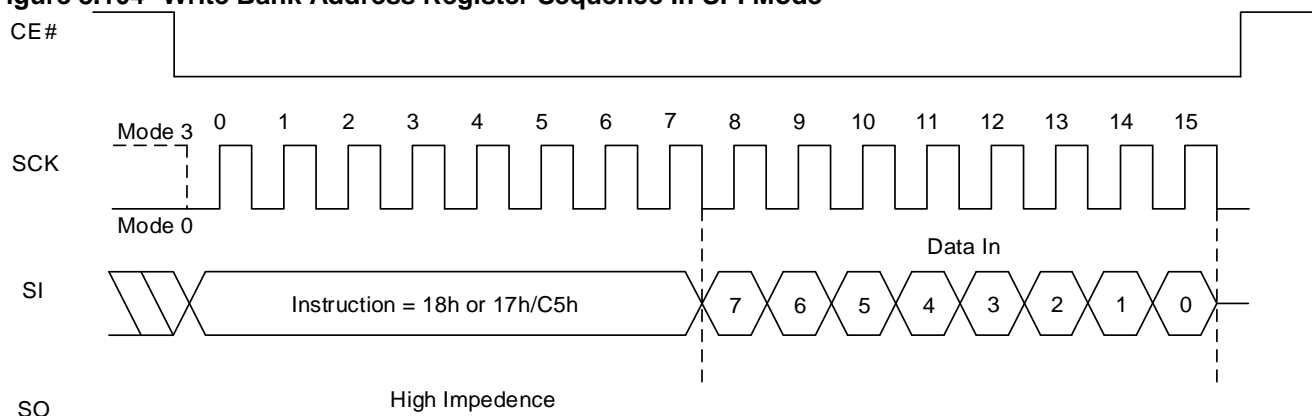 Figure 8.104 Write Bank Address Register Sequence In SPI Mode
CE#
Mode 3 0 1 2 3 4 5 6 7 8 9 10 11 12 13 14 15
SCK
Mode 0
Data In
SI
Instruction = 18h or 17h/C5h 7 6 5 4 3 2 1 0
High Impedence
SO